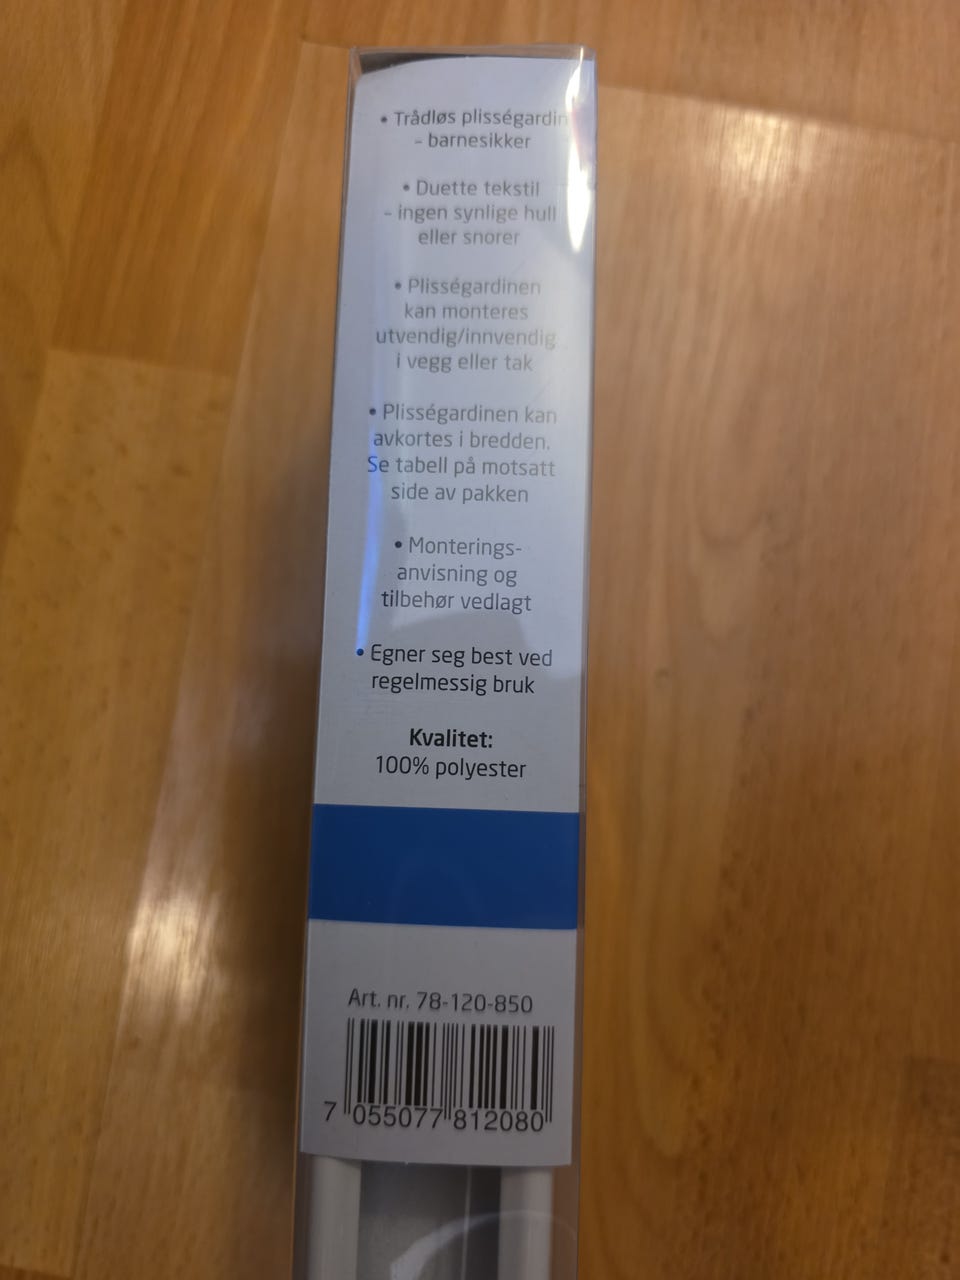 • Trådløs plisségardin
– barnesikker
• Duette tekstil
– ingen synlige hull
eller snorer
• Plisségardinen
kan monteres
utvendig/innvendig
i vegg eller tak
• Plisségardinen kan
avkortes i bredden.
Se tabell på motsatt
side av pakken
• Monterings-
anvisning og
tilbehør vedlagt
• Egner seg best ved
regelmessig bruk
Kvalitet:
100% polyester
Art. nr. 78-120-850
7 055077 812080